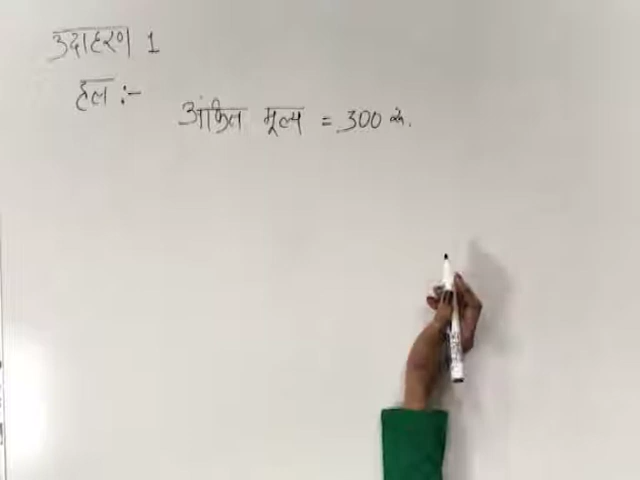 उदाहरण 1
हल :-
अंकित मूल्य = 300 रु.